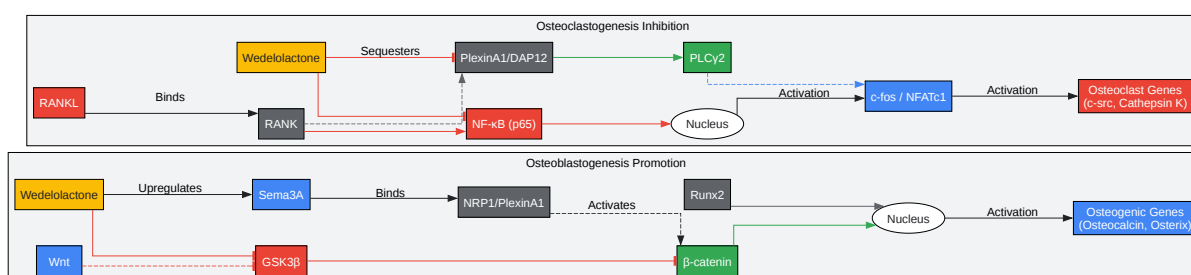 Osteoclastogenesis Inhibition
Wedelolactone
Sequesters
PlexinA1/DAP12
PLCγ2
RANKL
Binds
RANK
NF-κB (p65)
Nucleus
Activation
c-fos / NFATc1
Activation
Osteoclast Genes
(c-src, Cathepsin K)
Osteoblastogenesis Promotion
Wedelolactone
Upregulates
Sema3A
Binds
NRP1/PlexinA1
Activates
Runx2
Nucleus
Activation
Osteogenic Genes
(Osteocalcin, Osterix)
Wnt
GSK3β
β-catenin